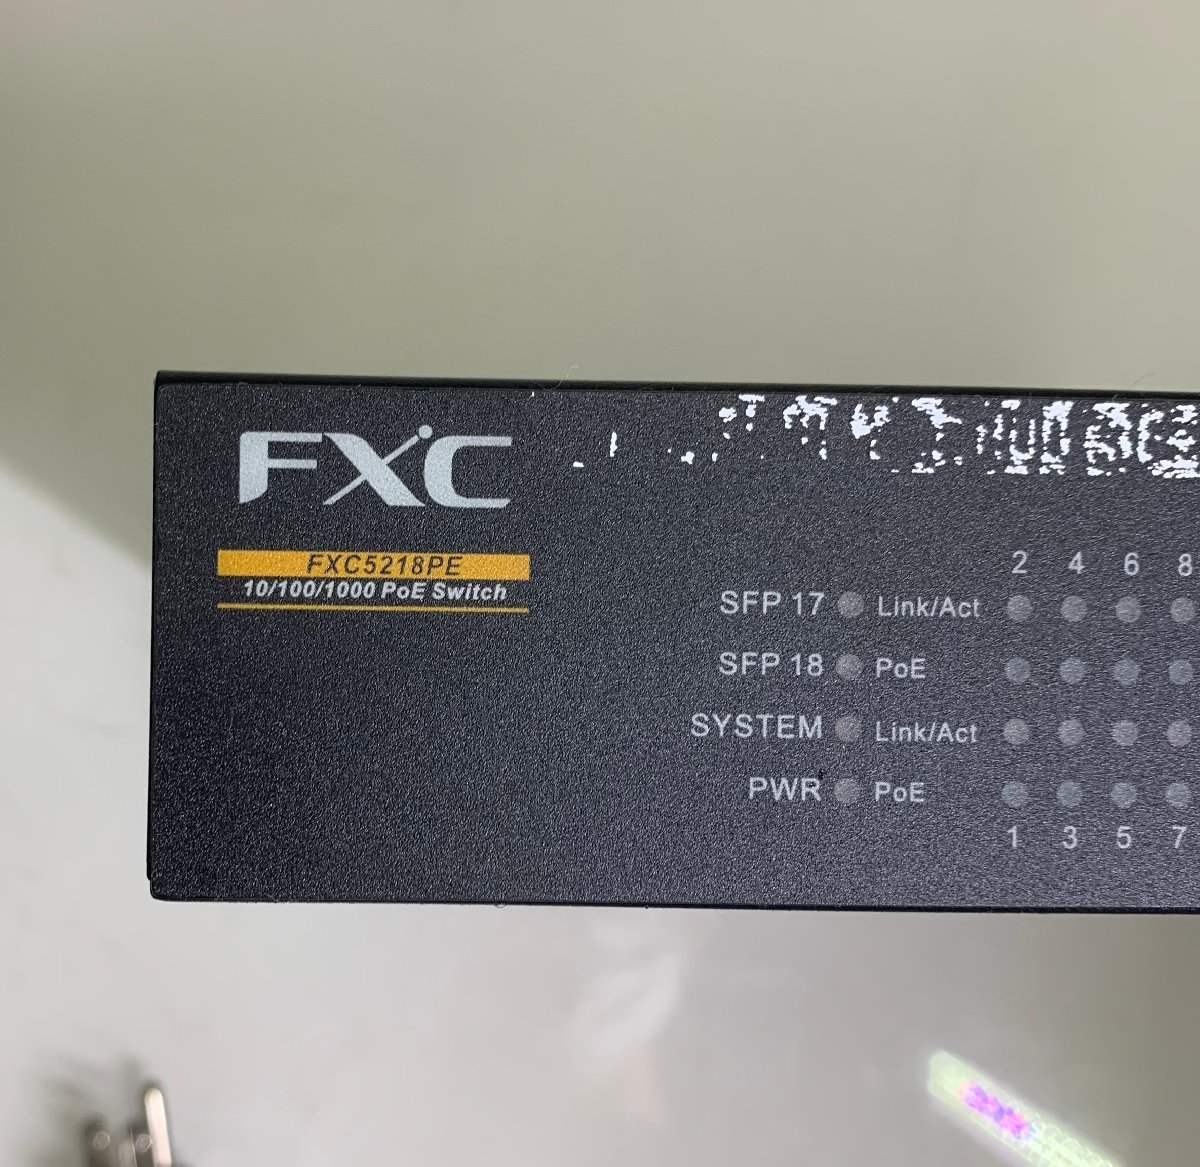 FXC
FXC5218PE
10/100/1000 PoE Switch
2 4 6 8
SFP 17 Link/Act
SFP 18 PoE
SYSTEM Link/Act
PWR PoE
1 3 5 7